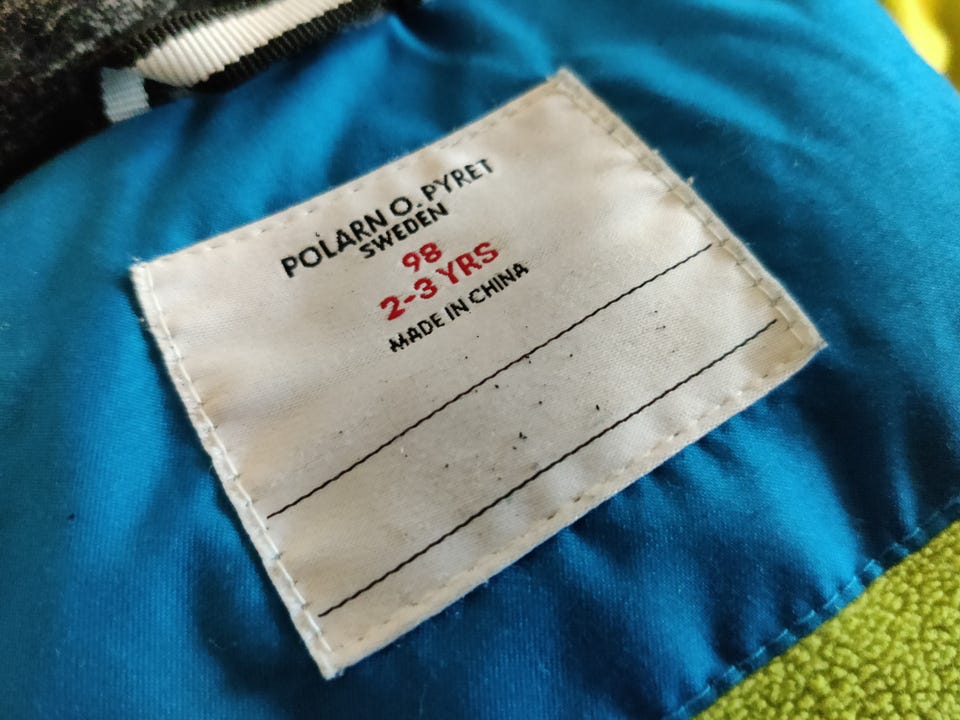 POLARN O. PYRET
SWEDEN
98
2-3 YRS
MADE IN CHINA